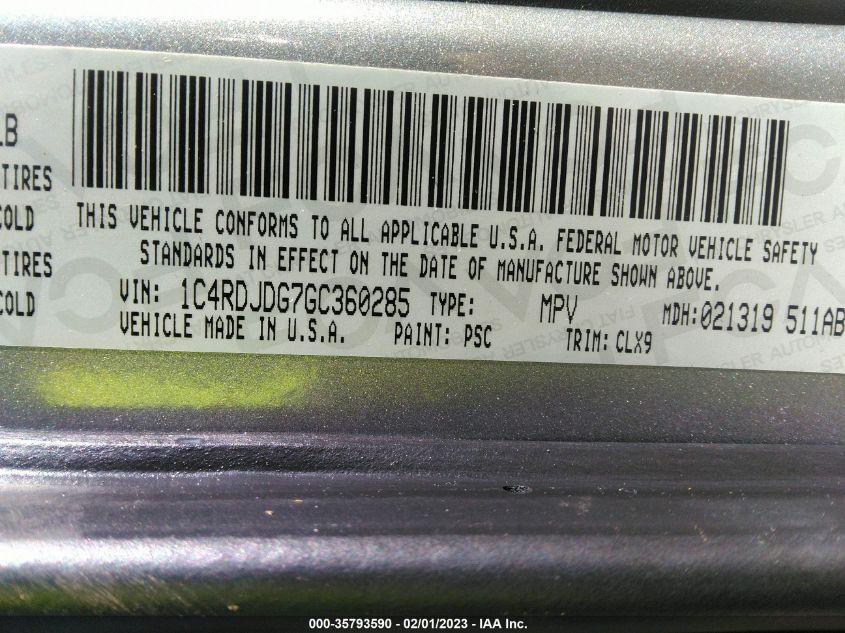 LB
TIRES
COLD
TIRES
COLD
THIS VEHICLE CONFORMS TO ALL APPLICABLE U.S.A. FEDERAL MOTOR VEHICLE SAFETY
STANDARDS IN EFFECT ON THE DATE OF MANUFACTURE SHOWN ABOVE.
VIN: 1C4RDJDG7GC360285 TYPE: MPV MDH:021319 511AB
VEHICLE MADE IN U.S.A. PAINT: PSC TRIM: CLX9
000-35793590 - 02/01/2023 - IAA Inc.